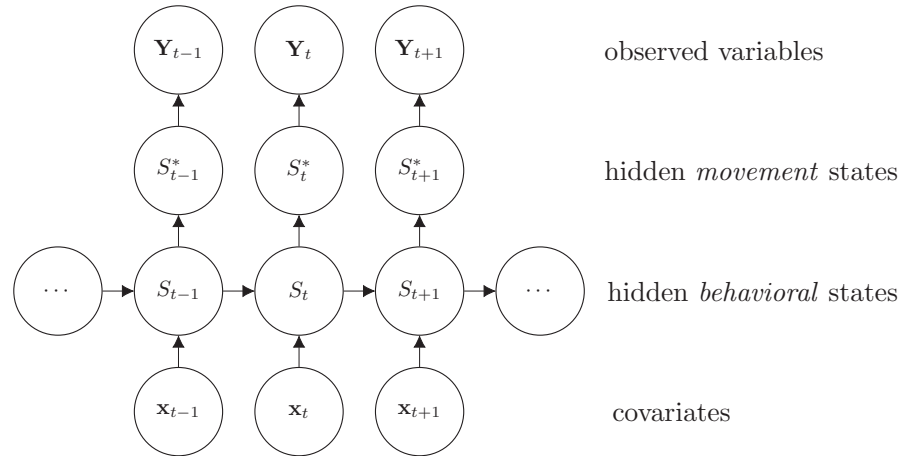 Y_{t−1} Y_t Y_{t+1} observed variables
S*_{t−1} S*_t S*_{t+1} hidden movement states
... S_{t−1} S_t S_{t+1} ... hidden behavioral states
x_{t−1} x_t x_{t+1} covariates